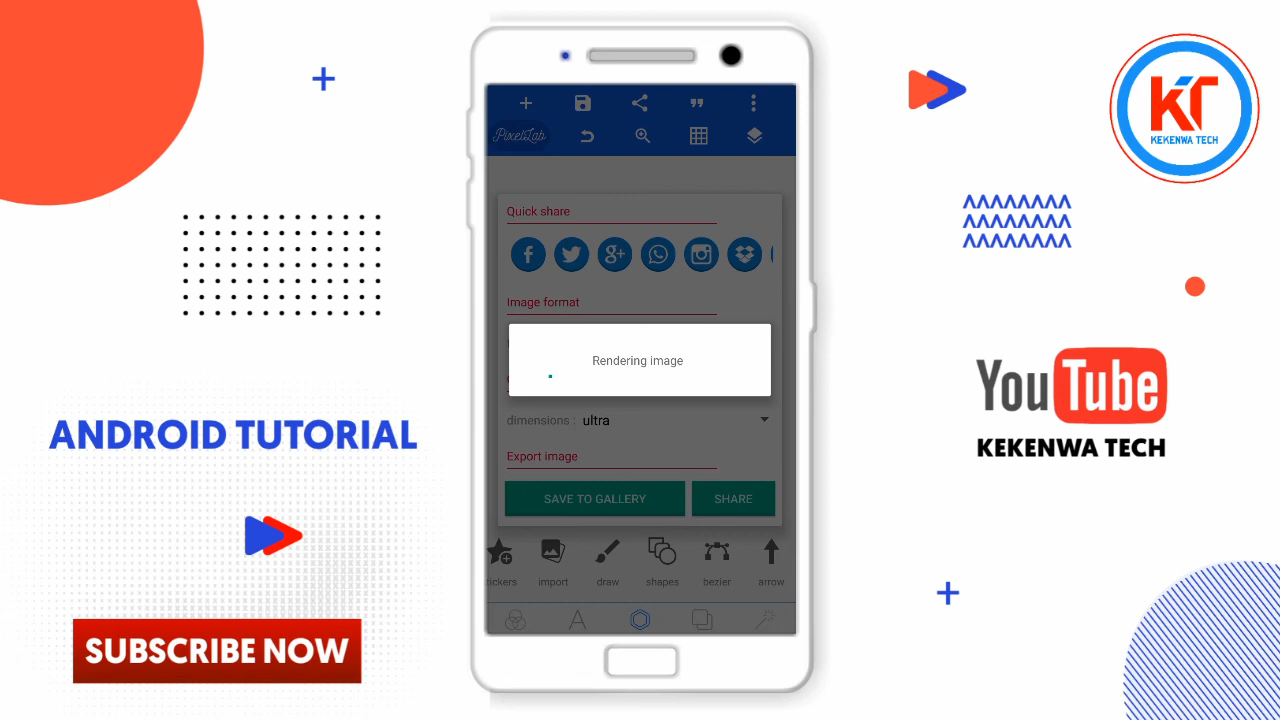 KT
KEKENWA TECH
PixelLab
Quick share
Image format
Rendering image
dimensions : ultra
Export image
SAVE TO GALLERY
SHARE
tickers
import
draw
shapes
bezier
arrow
ANDROID TUTORIAL
SUBSCRIBE NOW
YouTube
KEKENWA TECH